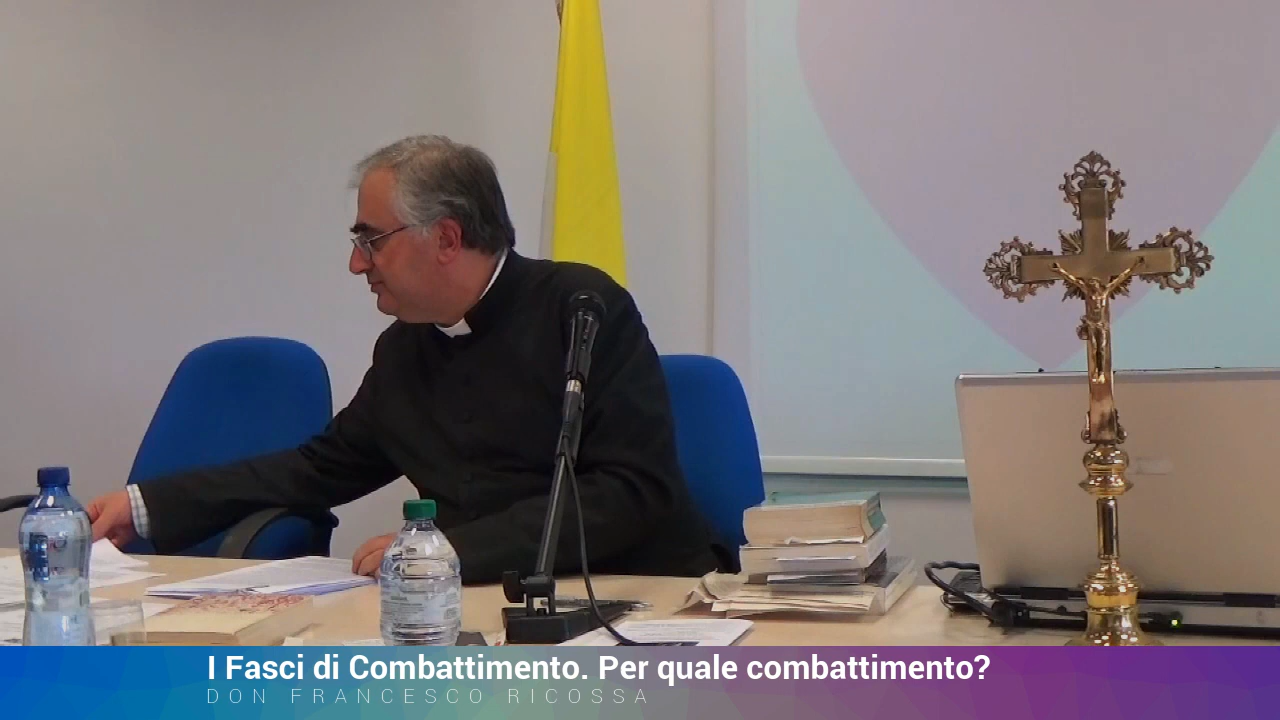 I Fasci di Combattimento. Per quale combattimento?
DON FRANCESCO RICOSSA